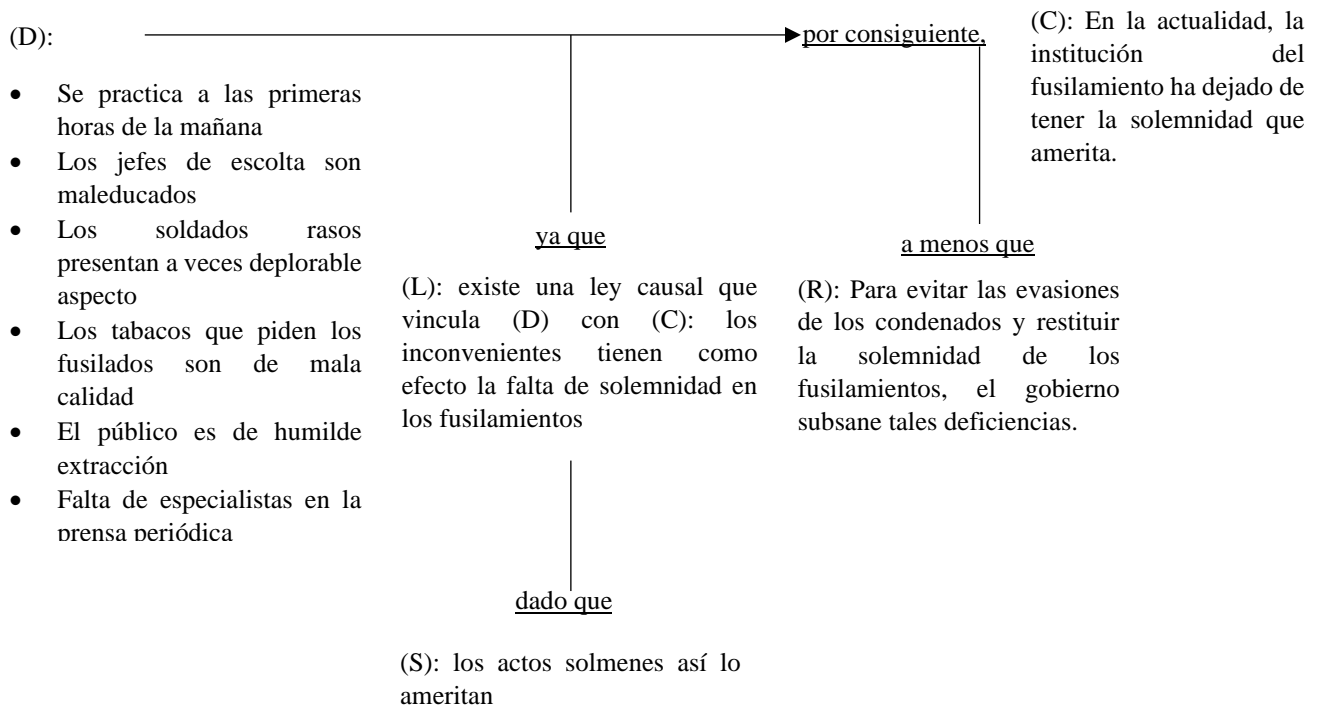 (D):
• Se practica a las primeras
horas de la mañana
• Los jefes de escolta son
maleducados
• Los soldados rasos
presentan a veces deplorable
aspecto
• Los tabacos que piden los
fusilados son de mala
calidad
• El público es de humilde
extracción
• Falta de especialistas en la
prensa periódica
por consiguiente,
(C): En la actualidad, la
institución del
fusilamiento ha dejado de
tener la solemnidad que
amerita.
ya que
(L): existe una ley causal que
vincula (D) con (C): los
inconvenientes tienen como
efecto la falta de solemnidad en
los fusilamientos
a menos que
(R): Para evitar las evasiones
de los condenados y restituir
la solemnidad de los
fusilamientos, el gobierno
subsane tales deficiencias.
dado que
(S): los actos solmenes así lo
ameritan